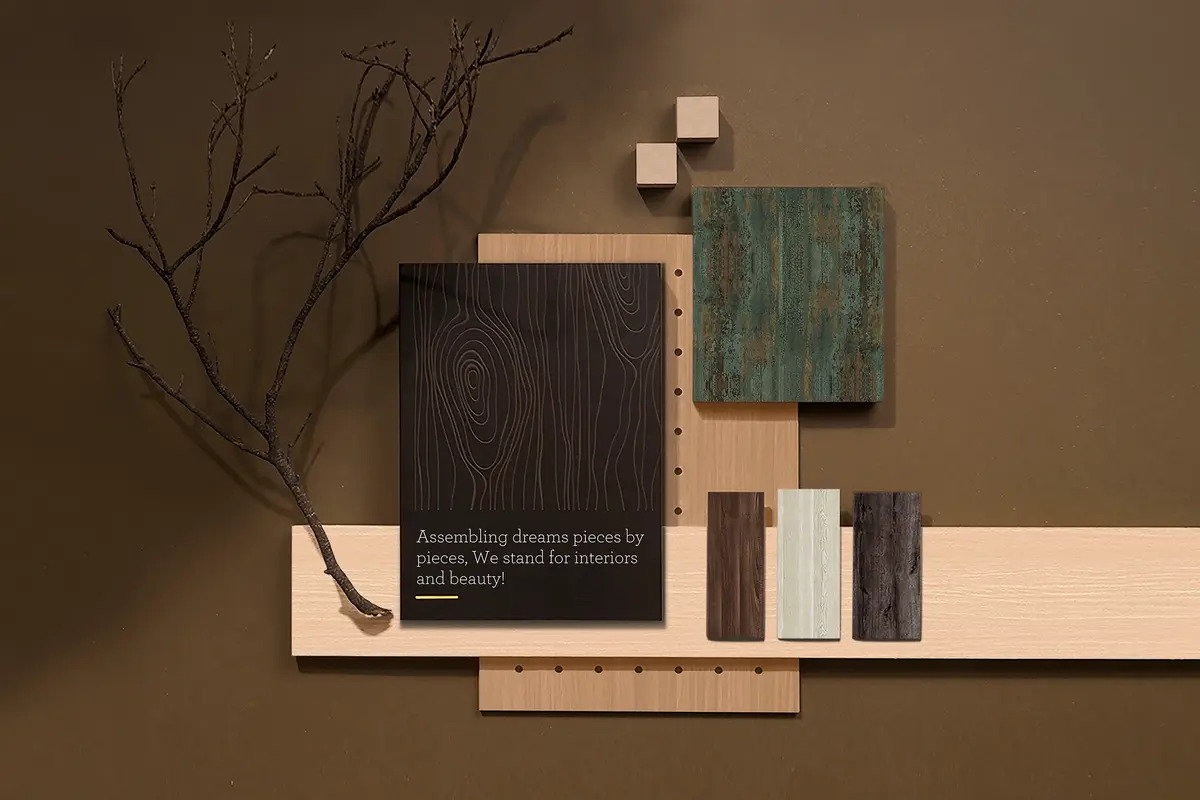 Assembling dreams pieces by
pieces, We stand for interiors
and beauty!